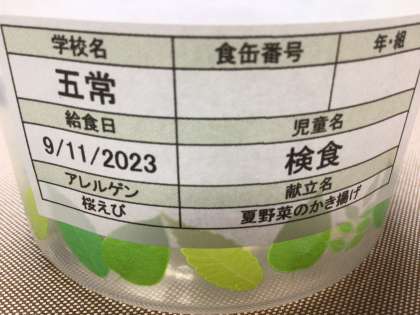 学校名 食缶番号 年・組
五常
給食日 児童名
9/11/2023 検食
アレルゲン 献立名
桜えび 夏野菜のかき揚げ